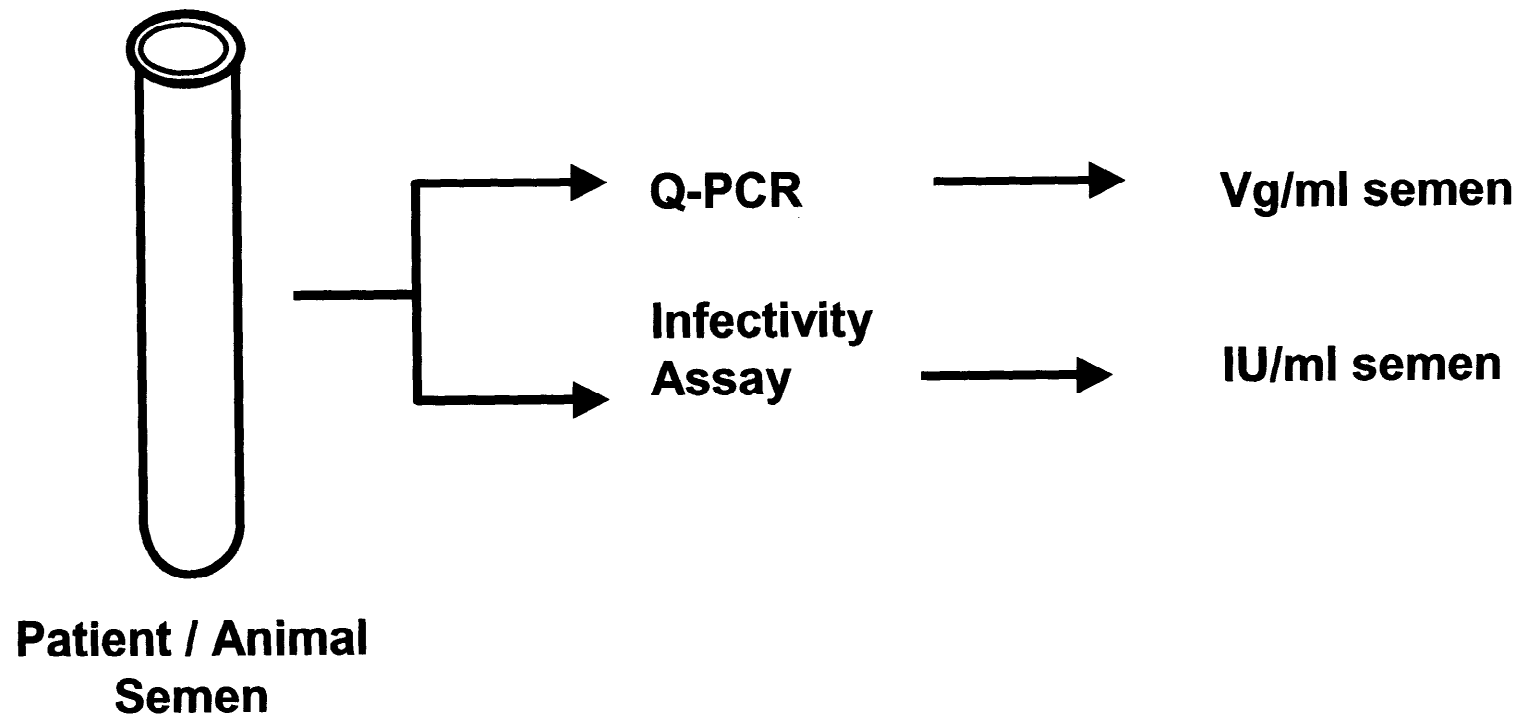 Q-PCR
Vg/ml semen
Infectivity
Assay
IU/ml semen
Patient / Animal
Semen